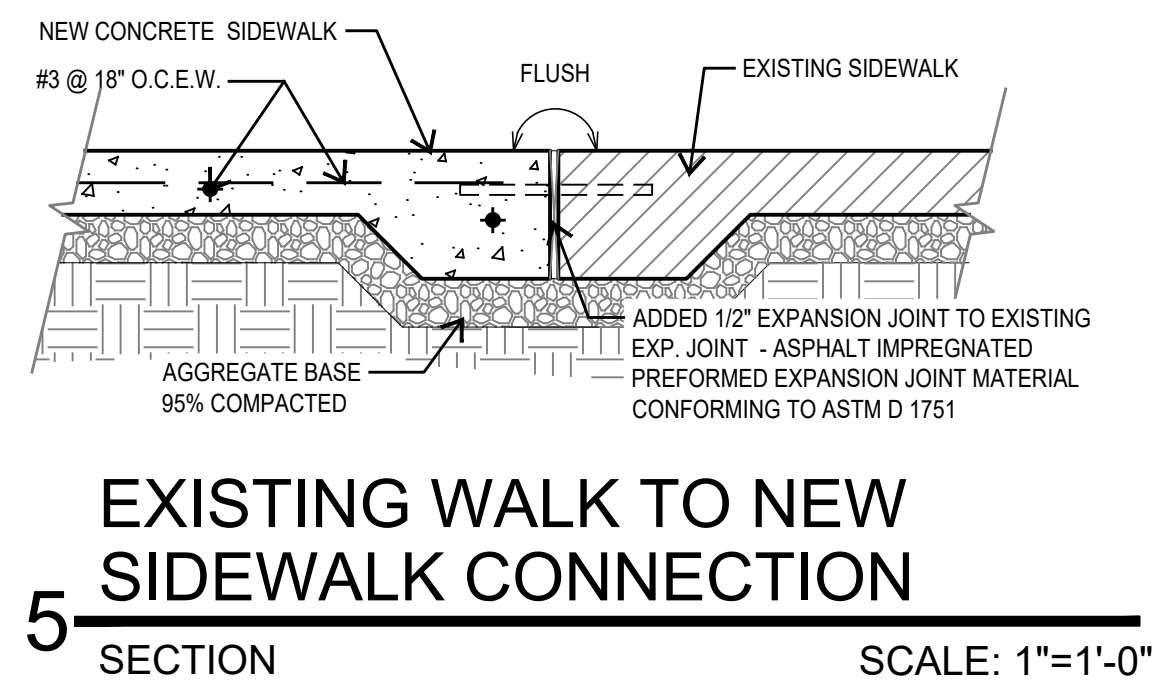 NEW CONCRETE SIDEWALK
#3 @ 18" O.C.E.W.
FLUSH
EXISTING SIDEWALK
ADDED 1/2" EXPANSION JOINT TO EXISTING
EXP. JOINT - ASPHALT IMPREGNATED
PREFORMED EXPANSION JOINT MATERIAL
CONFORMING TO ASTM D 1751
AGGREGATE BASE
95% COMPACTED
5
EXISTING WALK TO NEW
SIDEWALK CONNECTION
SECTION
SCALE: 1"=1'-0"